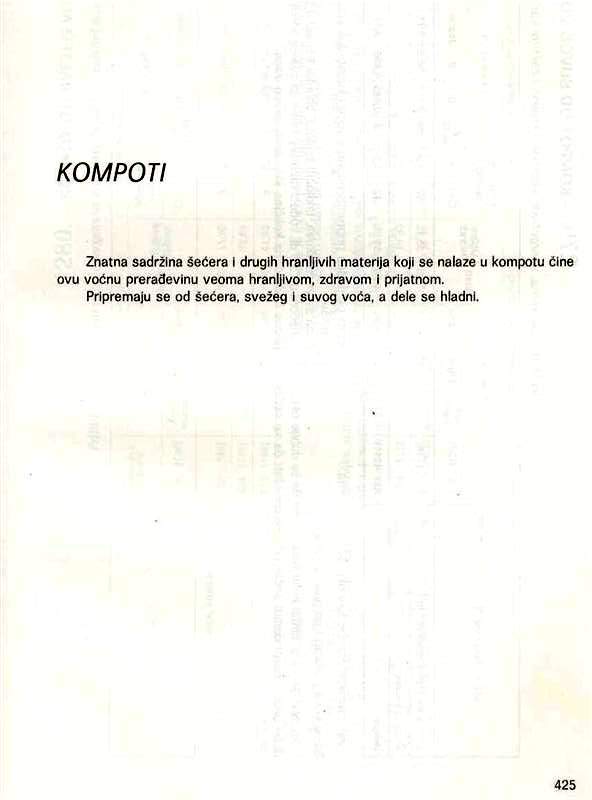 KOMPOTI
Znatna sadržina šećera i drugih hranljivih materija koji se nalaze u kompotu čine
ovu voćnu prerađevinu veoma hranljivom, zdravom i prijatnom.
Pripremaju se od šećera, svežeg i suvog voća, a dele se hladni.
425